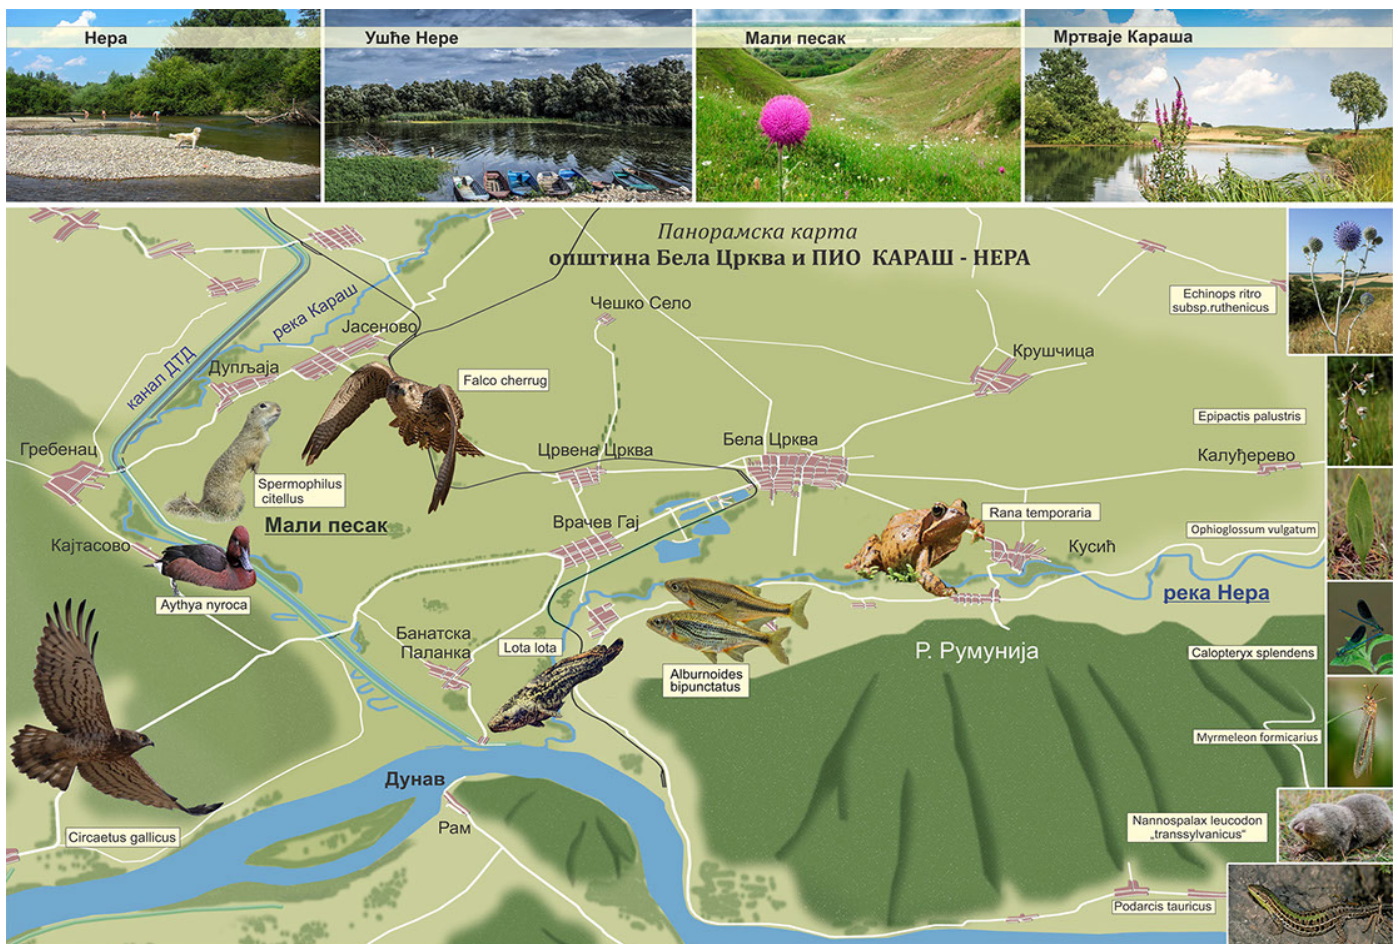 Нера
Ушће Нере
Мали песак
Мртваје Караша
Панорамска карта
општина Бела Црква и ПИО КАРАШ - НЕРА
Echinops ritro
subsp.ruthenicus
Чешко Село
река Караш
Јасеново
канал ДТД
Дупљаја
Falco cherrug
Крушчица
Epipactis palustris
Гребенац
Црвена Црква
Бела Црква
Калуђерово
Spermophilus
citellus
Мали песак
Врачев Гај
Rana temporaria
Ophioglossum vulgatum
Кајтасово
Кусић
Aythya nyroca
река Нера
Банатска
Паланка
Lota lota
Alburnoides
bipunctatus
Р. Румунија
Calopteryx splendens
Myrmeleon formicarius
Дунав
Рам
Circaetus gallicus
Nannospalax leucodon
„transsylvanicus“
Podarcis tauricus